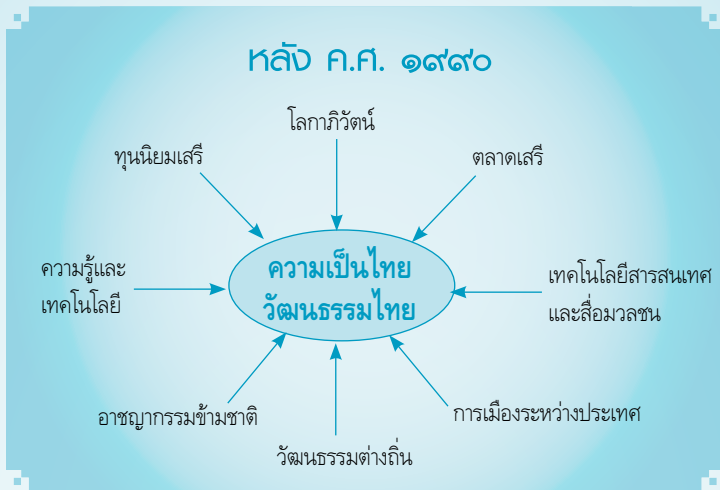 หลัง ค.ศ. ๑๙๙๐
โลกาภิวัตน์
ทุนนิยมเสรี
ตลาดเสรี
ความรู้และ
เทคโนโลยี
ความเป็นไทย
วัฒนธรรมไทย
เทคโนโลยีสารสนเทศ
และสื่อมวลชน
อาชญากรรมข้ามชาติ
การเมืองระหว่างประเทศ
วัฒนธรรมต่างถิ่น